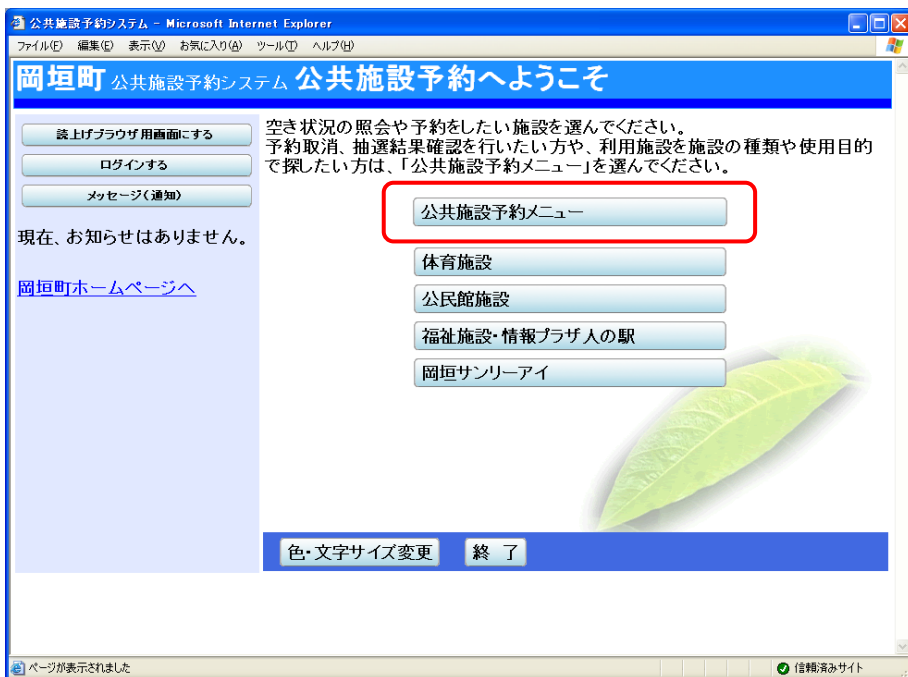 公共施設予約システム - Microsoft Internet Explorer
ファイル(F) 編集(E) 表示(V) お気に入り(A) ツール(T) ヘルプ(H)
岡垣町 公共施設予約システム 公共施設予約へようこそ
読上げブラウザ用画面にする
ログインする
メッセージ(通知)
現在、お知らせはありません。
岡垣町ホームページへ
空き状況の照会や予約をしたい施設を選んでください。
予約取消、抽選結果確認を行いたい方や、利用施設を施設の種類や使用目的
で探したい方は、「公共施設予約メニュー」を選んでください。
公共施設予約メニュー
体育施設
公民館施設
福祉施設・情報プラザ人の駅
岡垣サンリーアイ
色・文字サイズ変更 終 了
ページが表示されました 信頼済みサイト